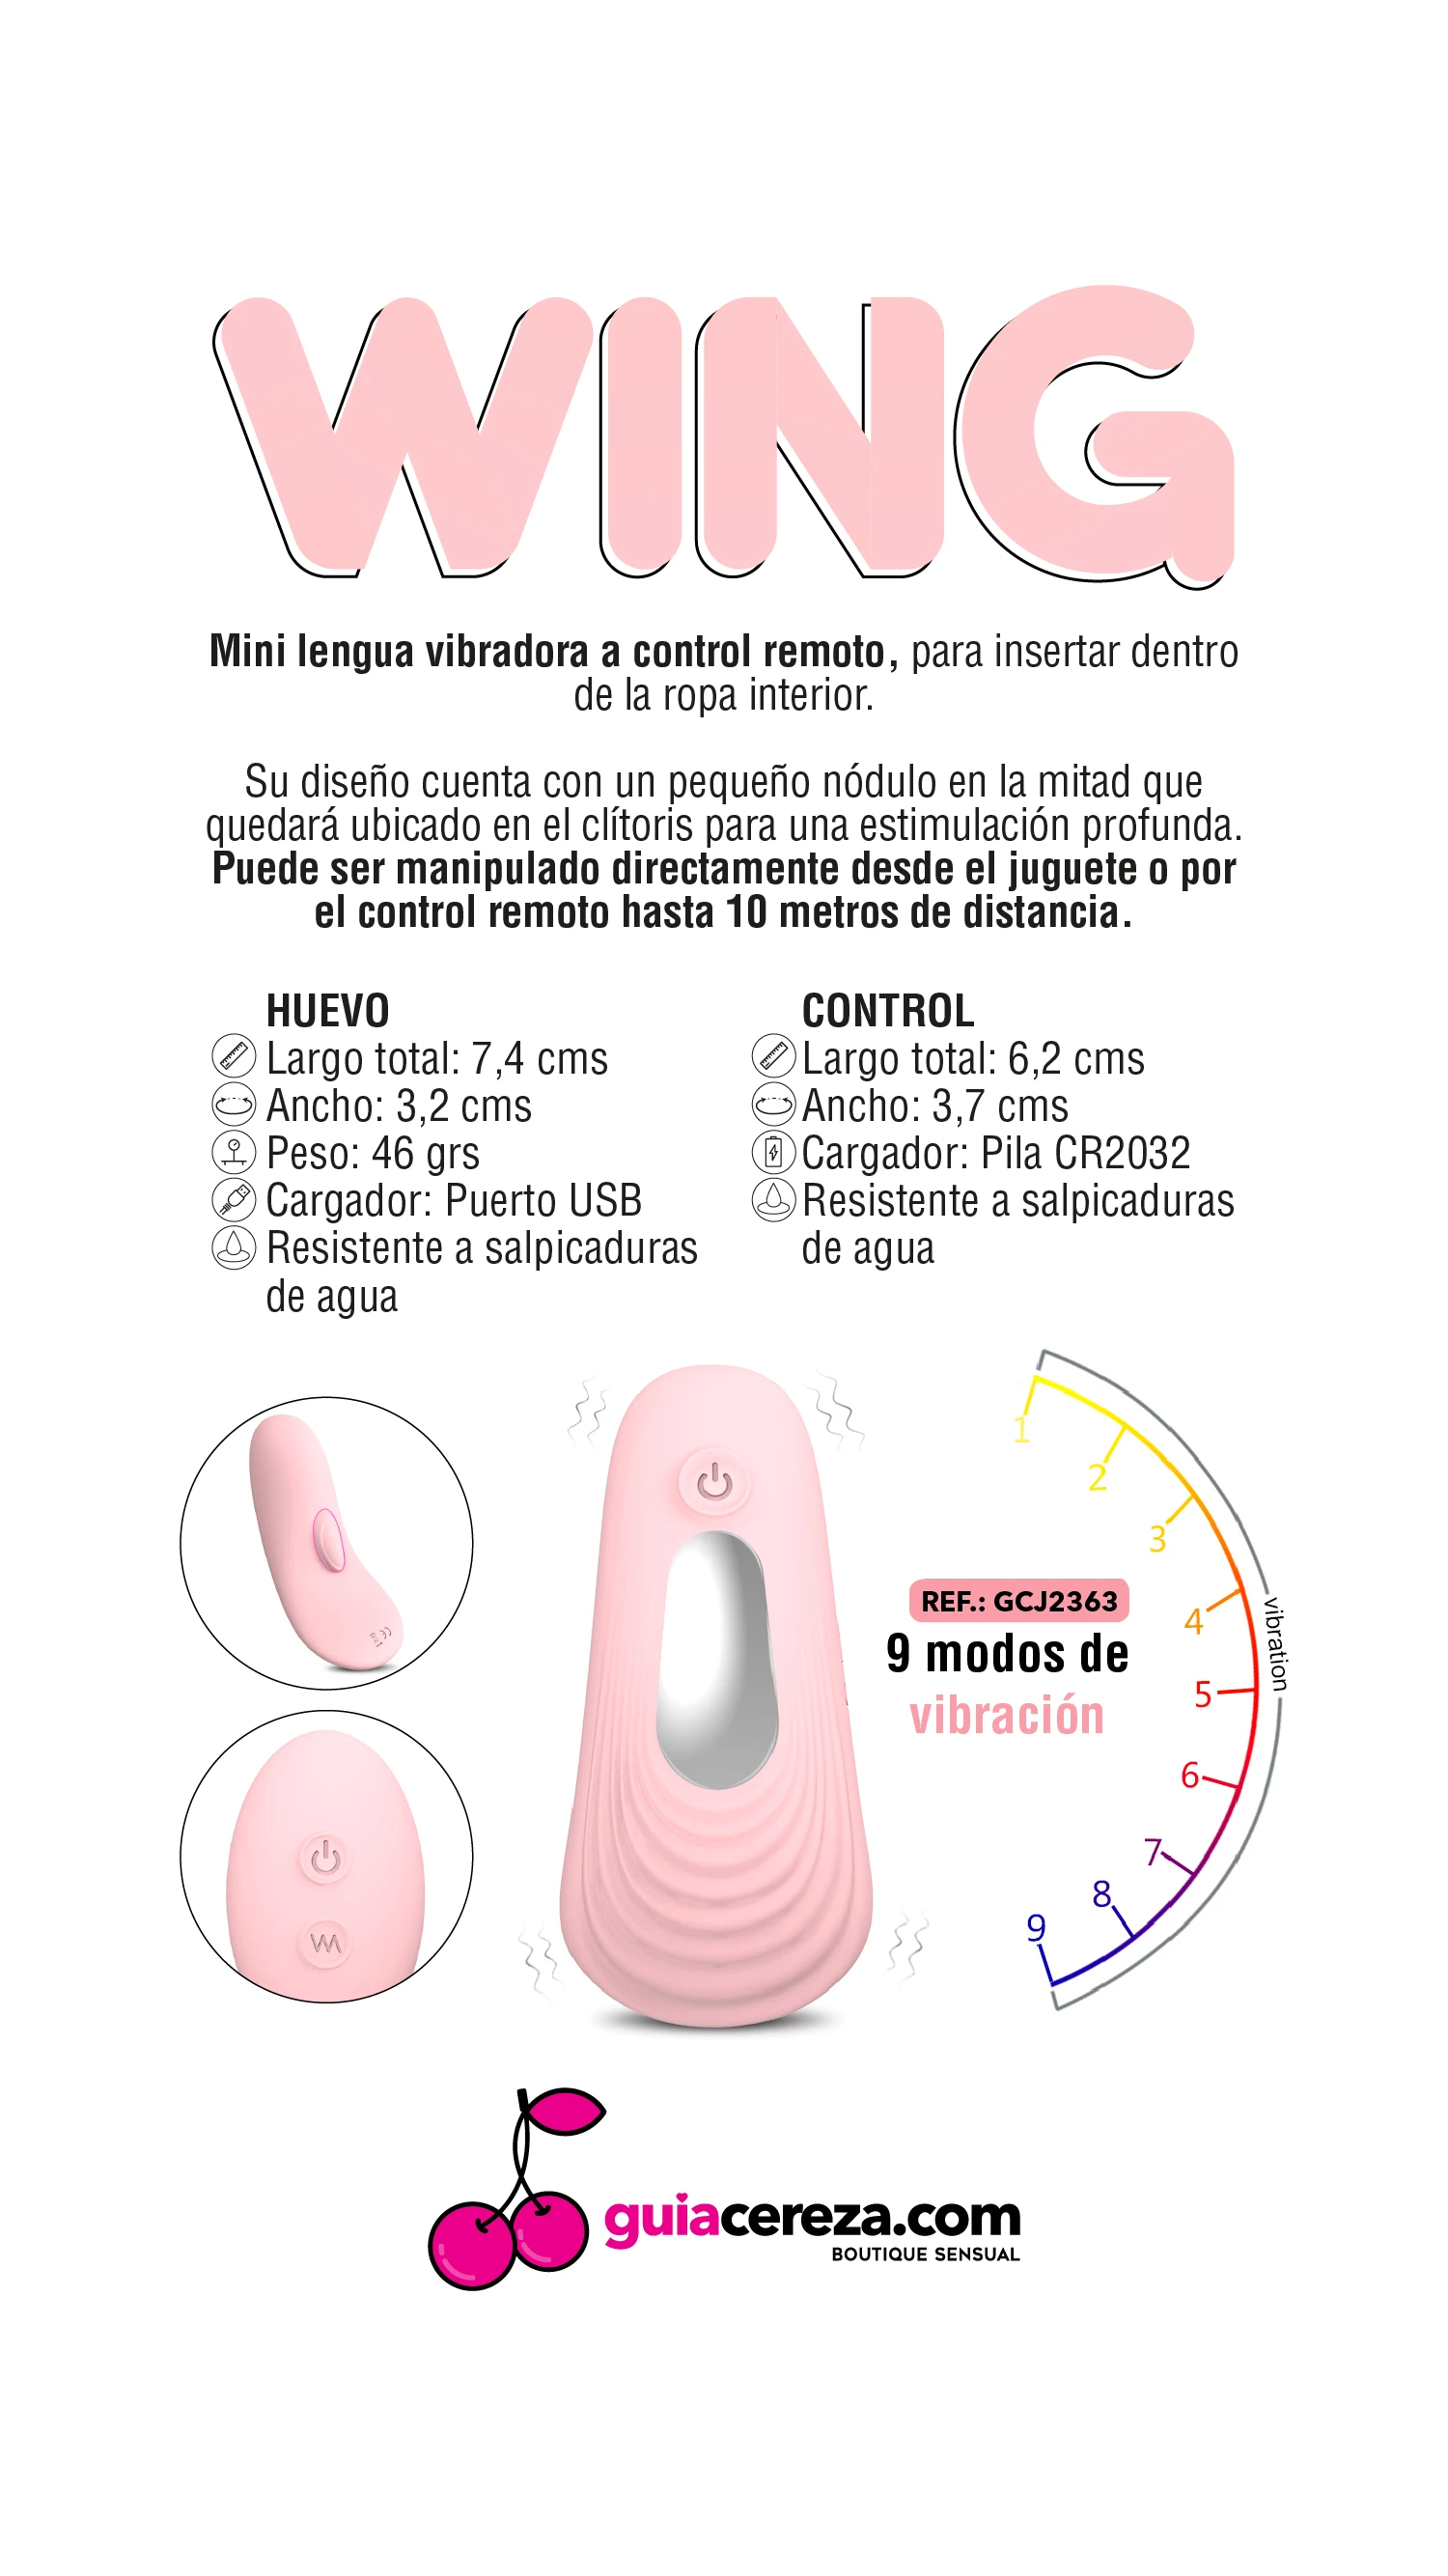 WING
Mini lengua vibradora a control remoto, para insertar dentro
de la ropa interior.
Su diseño cuenta con un pequeño nódulo en la mitad que
quedará ubicado en el clítoris para una estimulación profunda.
Puede ser manipulado directamente desde el juguete o por
el control remoto hasta 10 metros de distancia.
HUEVO
Largo total: 7,4 cms
Ancho: 3,2 cms
Peso: 46 grs
Cargador: Puerto USB
Resistente a salpicaduras
de agua
CONTROL
Largo total: 6,2 cms
Ancho: 3,7 cms
Cargador: Pila CR2032
Resistente a salpicaduras
de agua
REF.: GCJ2363
9 modos de
vibración
1
2
3
4
5
6
7
8
9
vibration
guiacereza.com
BOUTIQUE SENSUAL